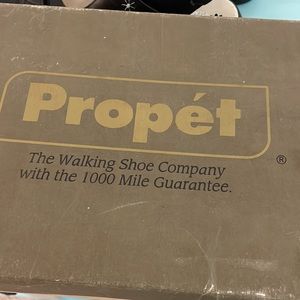 Propét
®
The Walking Shoe Company
with the 1000 Mile Guarantee.